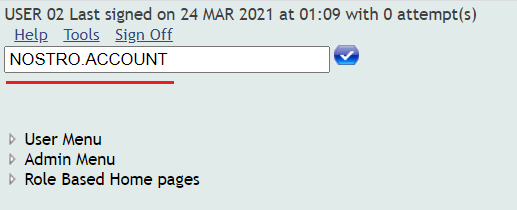 USER 02 Last signed on 24 MAR 2021 at 01:09 with 0 attempt(s)
Help Tools Sign Off
NOSTRO.ACCOUNT
User Menu
Admin Menu
Role Based Home pages